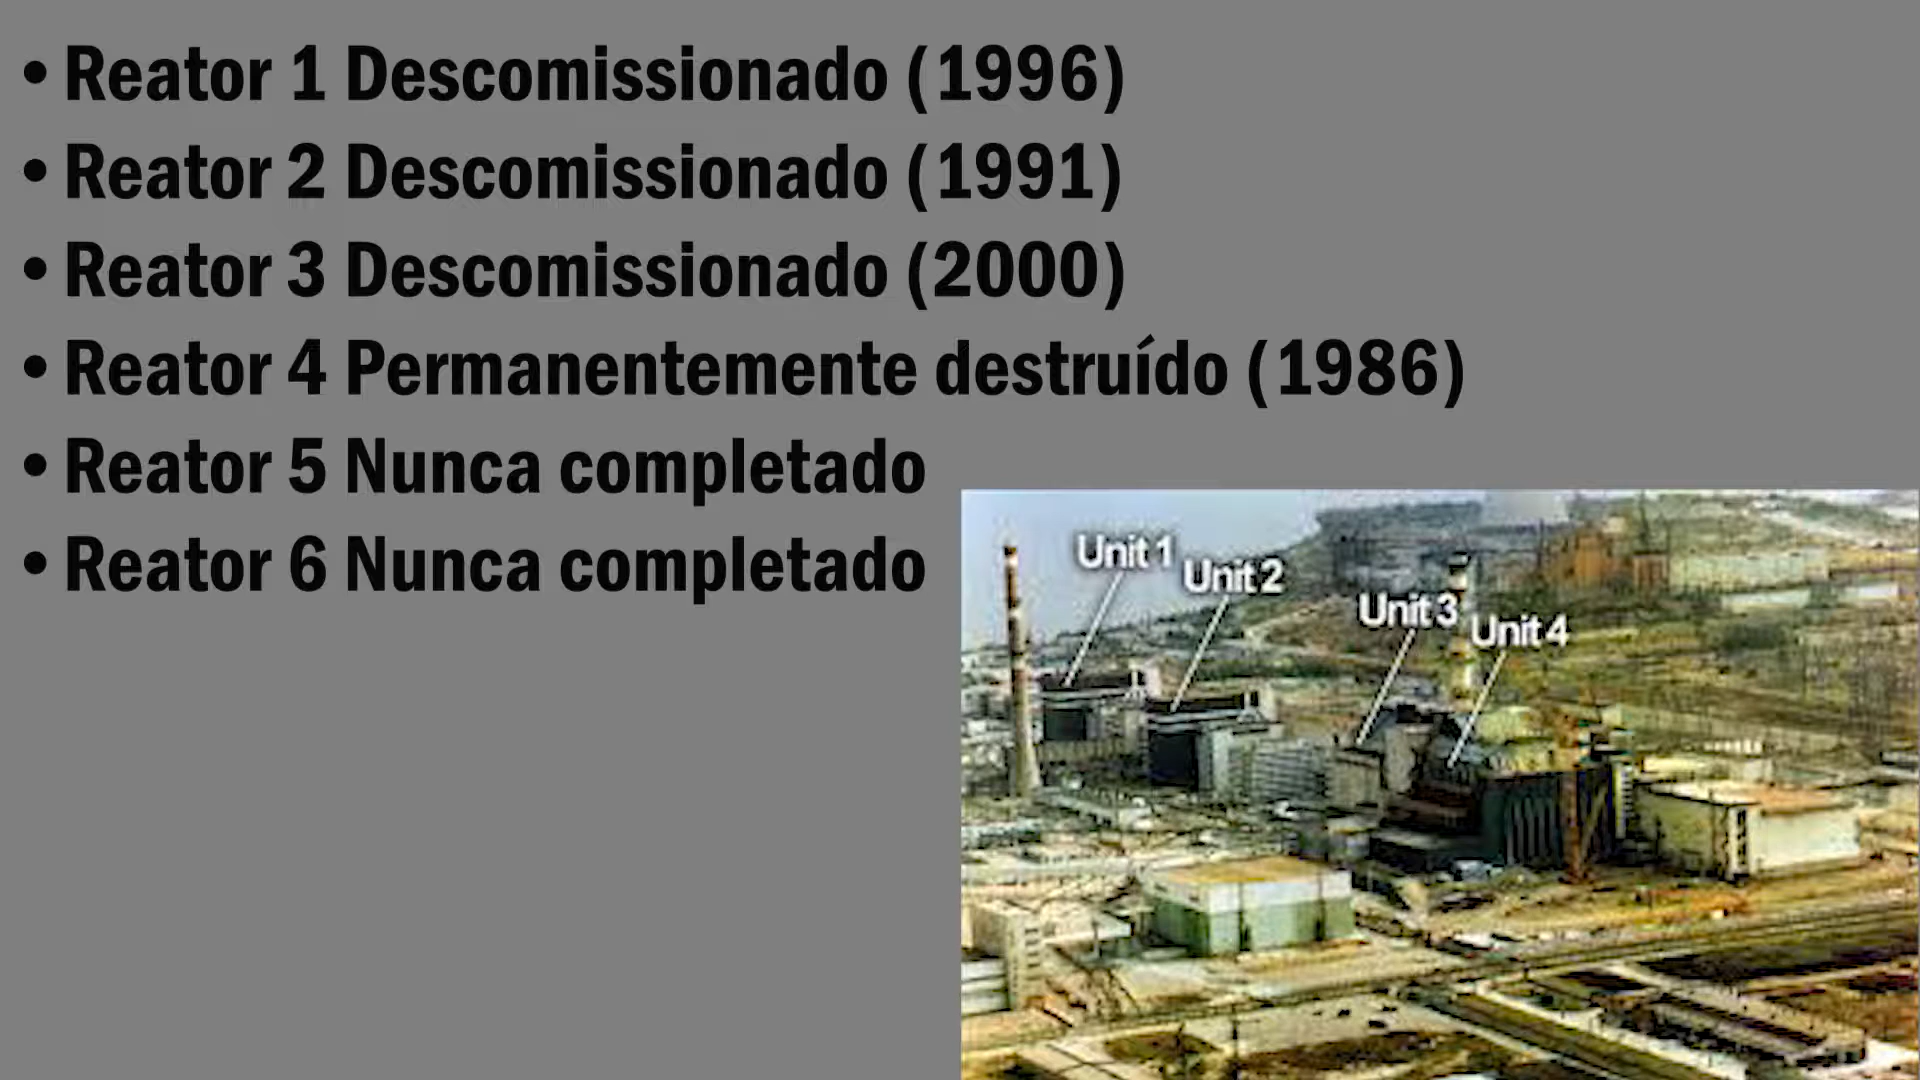 • Reator 1 Descomissionado (1996)
• Reator 2 Descomissionado (1991)
• Reator 3 Descomissionado (2000)
• Reator 4 Permanentemente destruído (1986)
• Reator 5 Nunca completado
• Reator 6 Nunca completado
Unit 1
Unit 2
Unit 3
Unit 4